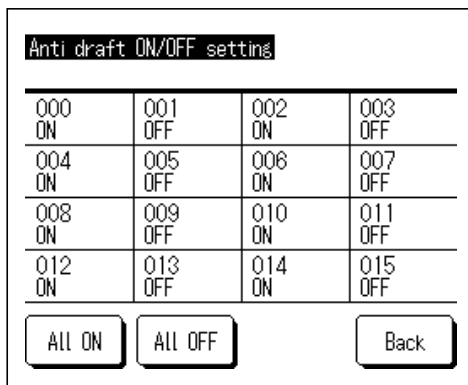 Anti draft ON/OFF setting
000 001 002 003
ON OFF ON OFF
004 005 006 007
ON OFF ON OFF
008 009 010 011
ON OFF ON OFF
012 013 014 015
ON OFF ON OFF
All ON All OFF Back